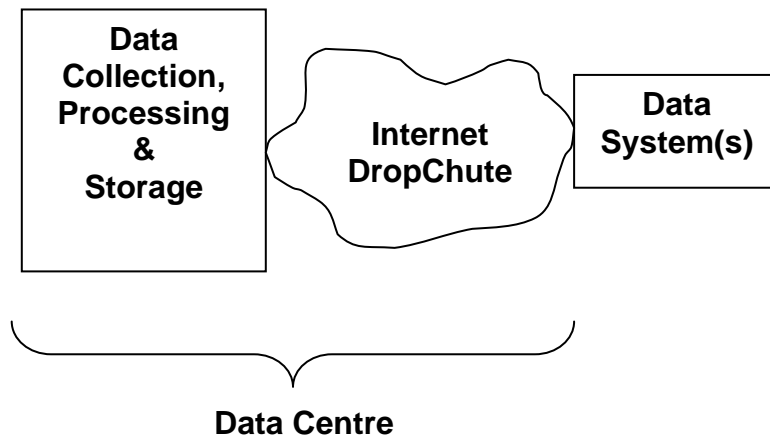 Data
Collection,
Processing
&
Storage
Internet
DropChute
Data
System(s)
Data Centre